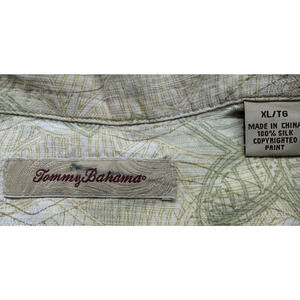 XL/TG
MADE IN CHINA
100% SILK
COPYRIGHTED
PRINT
Tommy Bahama®